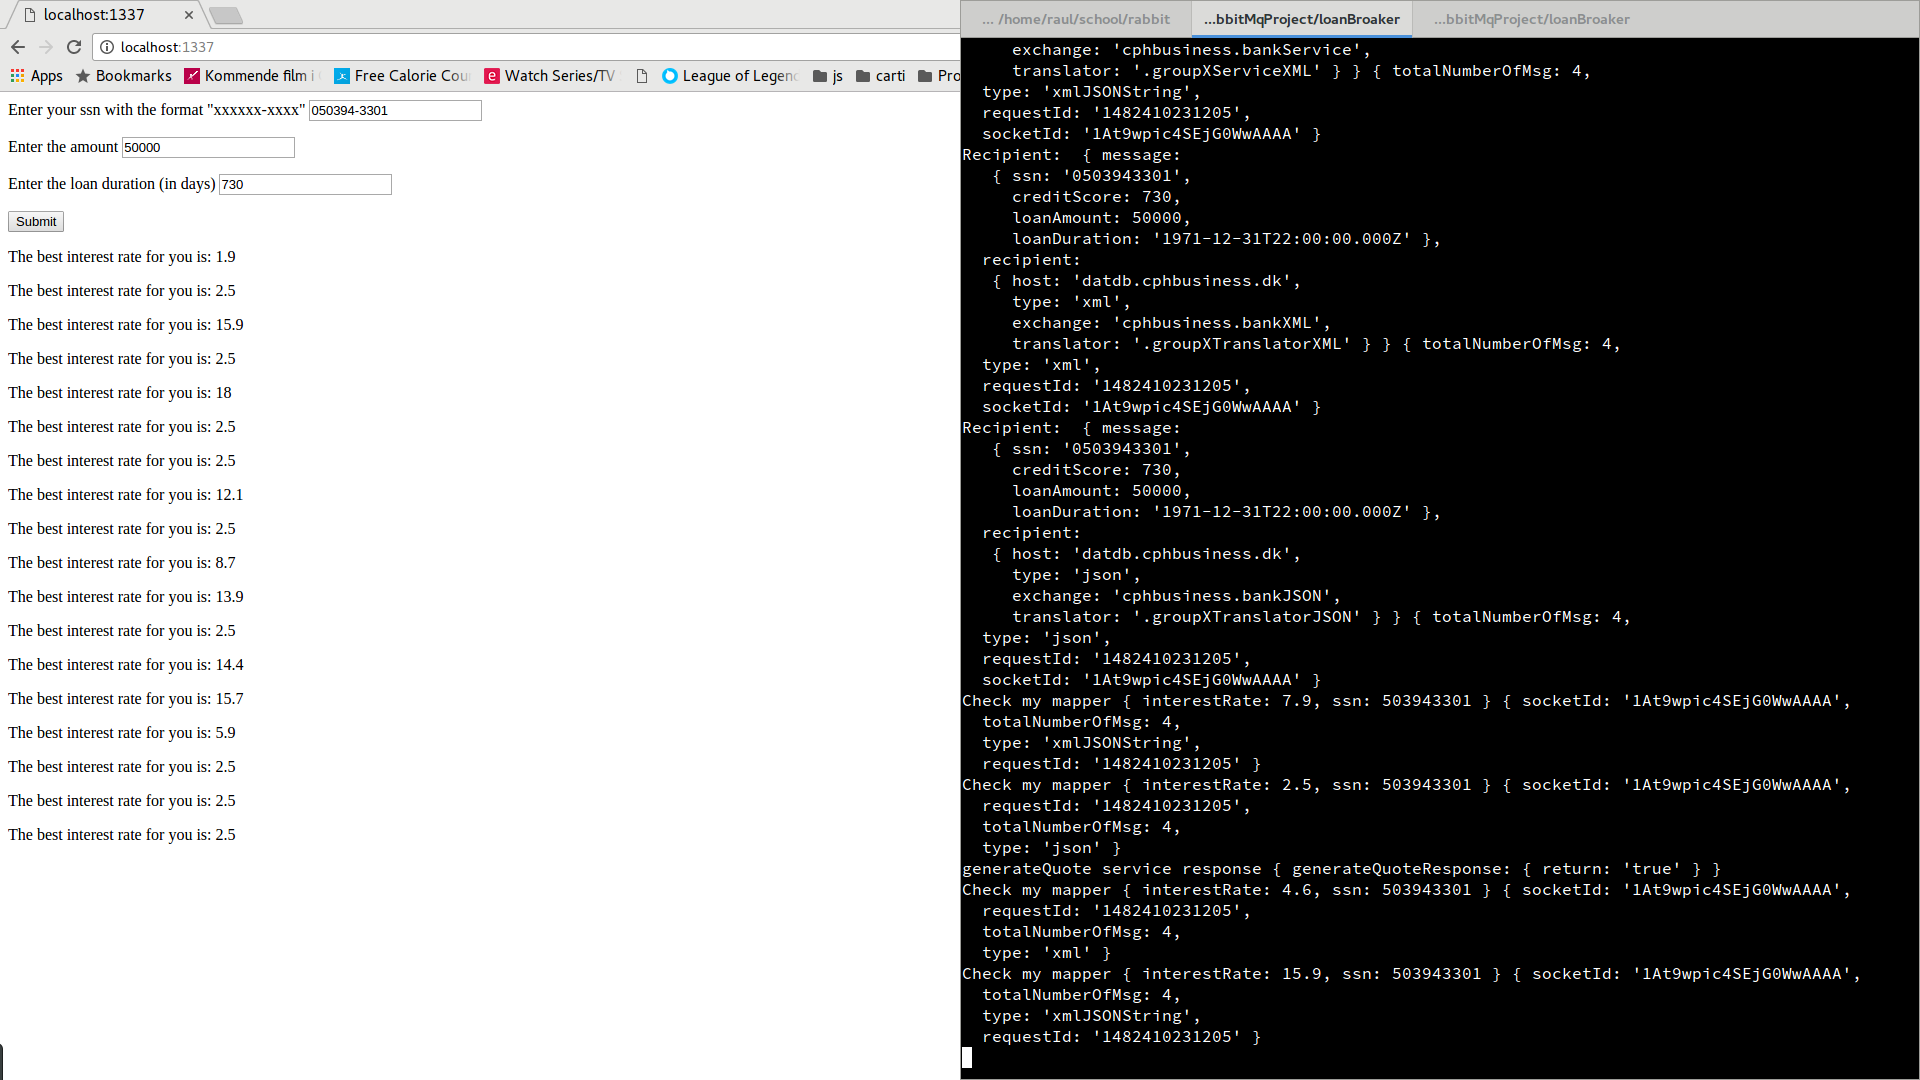 localhost:1337
localhost:1337
Apps Bookmarks Kommende film i Free Calorie Cou Watch Series/TV League of Legen js carti Pro
Enter your ssn with the format "xxxxxx-xxxx" 050394-3301
Enter the amount 50000
Enter the loan duration (in days) 730
Submit
The best interest rate for you is: 1.9
The best interest rate for you is: 2.5
The best interest rate for you is: 15.9
The best interest rate for you is: 2.5
The best interest rate for you is: 18
The best interest rate for you is: 2.5
The best interest rate for you is: 2.5
The best interest rate for you is: 12.1
The best interest rate for you is: 2.5
The best interest rate for you is: 8.7
The best interest rate for you is: 13.9
The best interest rate for you is: 2.5
The best interest rate for you is: 14.4
The best interest rate for you is: 15.7
The best interest rate for you is: 5.9
The best interest rate for you is: 2.5
The best interest rate for you is: 2.5
The best interest rate for you is: 2.5
... /home/raul/school/rabbit ...bbitMqProject/loanBroaker ...bbitMqProject/loanBroaker
exchange: 'cphbusiness.bankService',
translator: '.groupXServiceXML' } } { totalNumberOfMsg: 4,
type: 'xmlJSONString',
requestId: '1482410231205',
socketId: '1At9wpic4SEjG0WwAAAA' }
Recipient:  { message:
{ ssn: '0503943301',
creditScore: 730,
loanAmount: 50000,
loanDuration: '1971-12-31T22:00:00.000Z' },
recipient:
{ host: 'datdb.cphbusiness.dk',
type: 'xml',
exchange: 'cphbusiness.bankXML',
translator: '.groupXTranslatorXML' } } { totalNumberOfMsg: 4,
type: 'xml',
requestId: '1482410231205',
socketId: '1At9wpic4SEjG0WwAAAA' }
Recipient:  { message:
{ ssn: '0503943301',
creditScore: 730,
loanAmount: 50000,
loanDuration: '1971-12-31T22:00:00.000Z' },
recipient:
{ host: 'datdb.cphbusiness.dk',
type: 'json',
exchange: 'cphbusiness.bankJSON',
translator: '.groupXTranslatorJSON' } } { totalNumberOfMsg: 4,
type: 'json',
requestId: '1482410231205',
socketId: '1At9wpic4SEjG0WwAAAA' }
Check my mapper { interestRate: 7.9, ssn: 503943301 } { socketId: '1At9wpic4SEjG0WwAAAA',
totalNumberOfMsg: 4,
type: 'xmlJSONString',
requestId: '1482410231205' }
Check my mapper { interestRate: 2.5, ssn: 503943301 } { socketId: '1At9wpic4SEjG0WwAAAA',
requestId: '1482410231205',
totalNumberOfMsg: 4,
type: 'json' }
generateQuote service response { generateQuoteResponse: { return: 'true' } }
Check my mapper { interestRate: 4.6, ssn: 503943301 } { socketId: '1At9wpic4SEjG0WwAAAA',
requestId: '1482410231205',
totalNumberOfMsg: 4,
type: 'xml' }
Check my mapper { interestRate: 15.9, ssn: 503943301 } { socketId: '1At9wpic4SEjG0WwAAAA',
totalNumberOfMsg: 4,
type: 'xmlJSONString',
requestId: '1482410231205' }